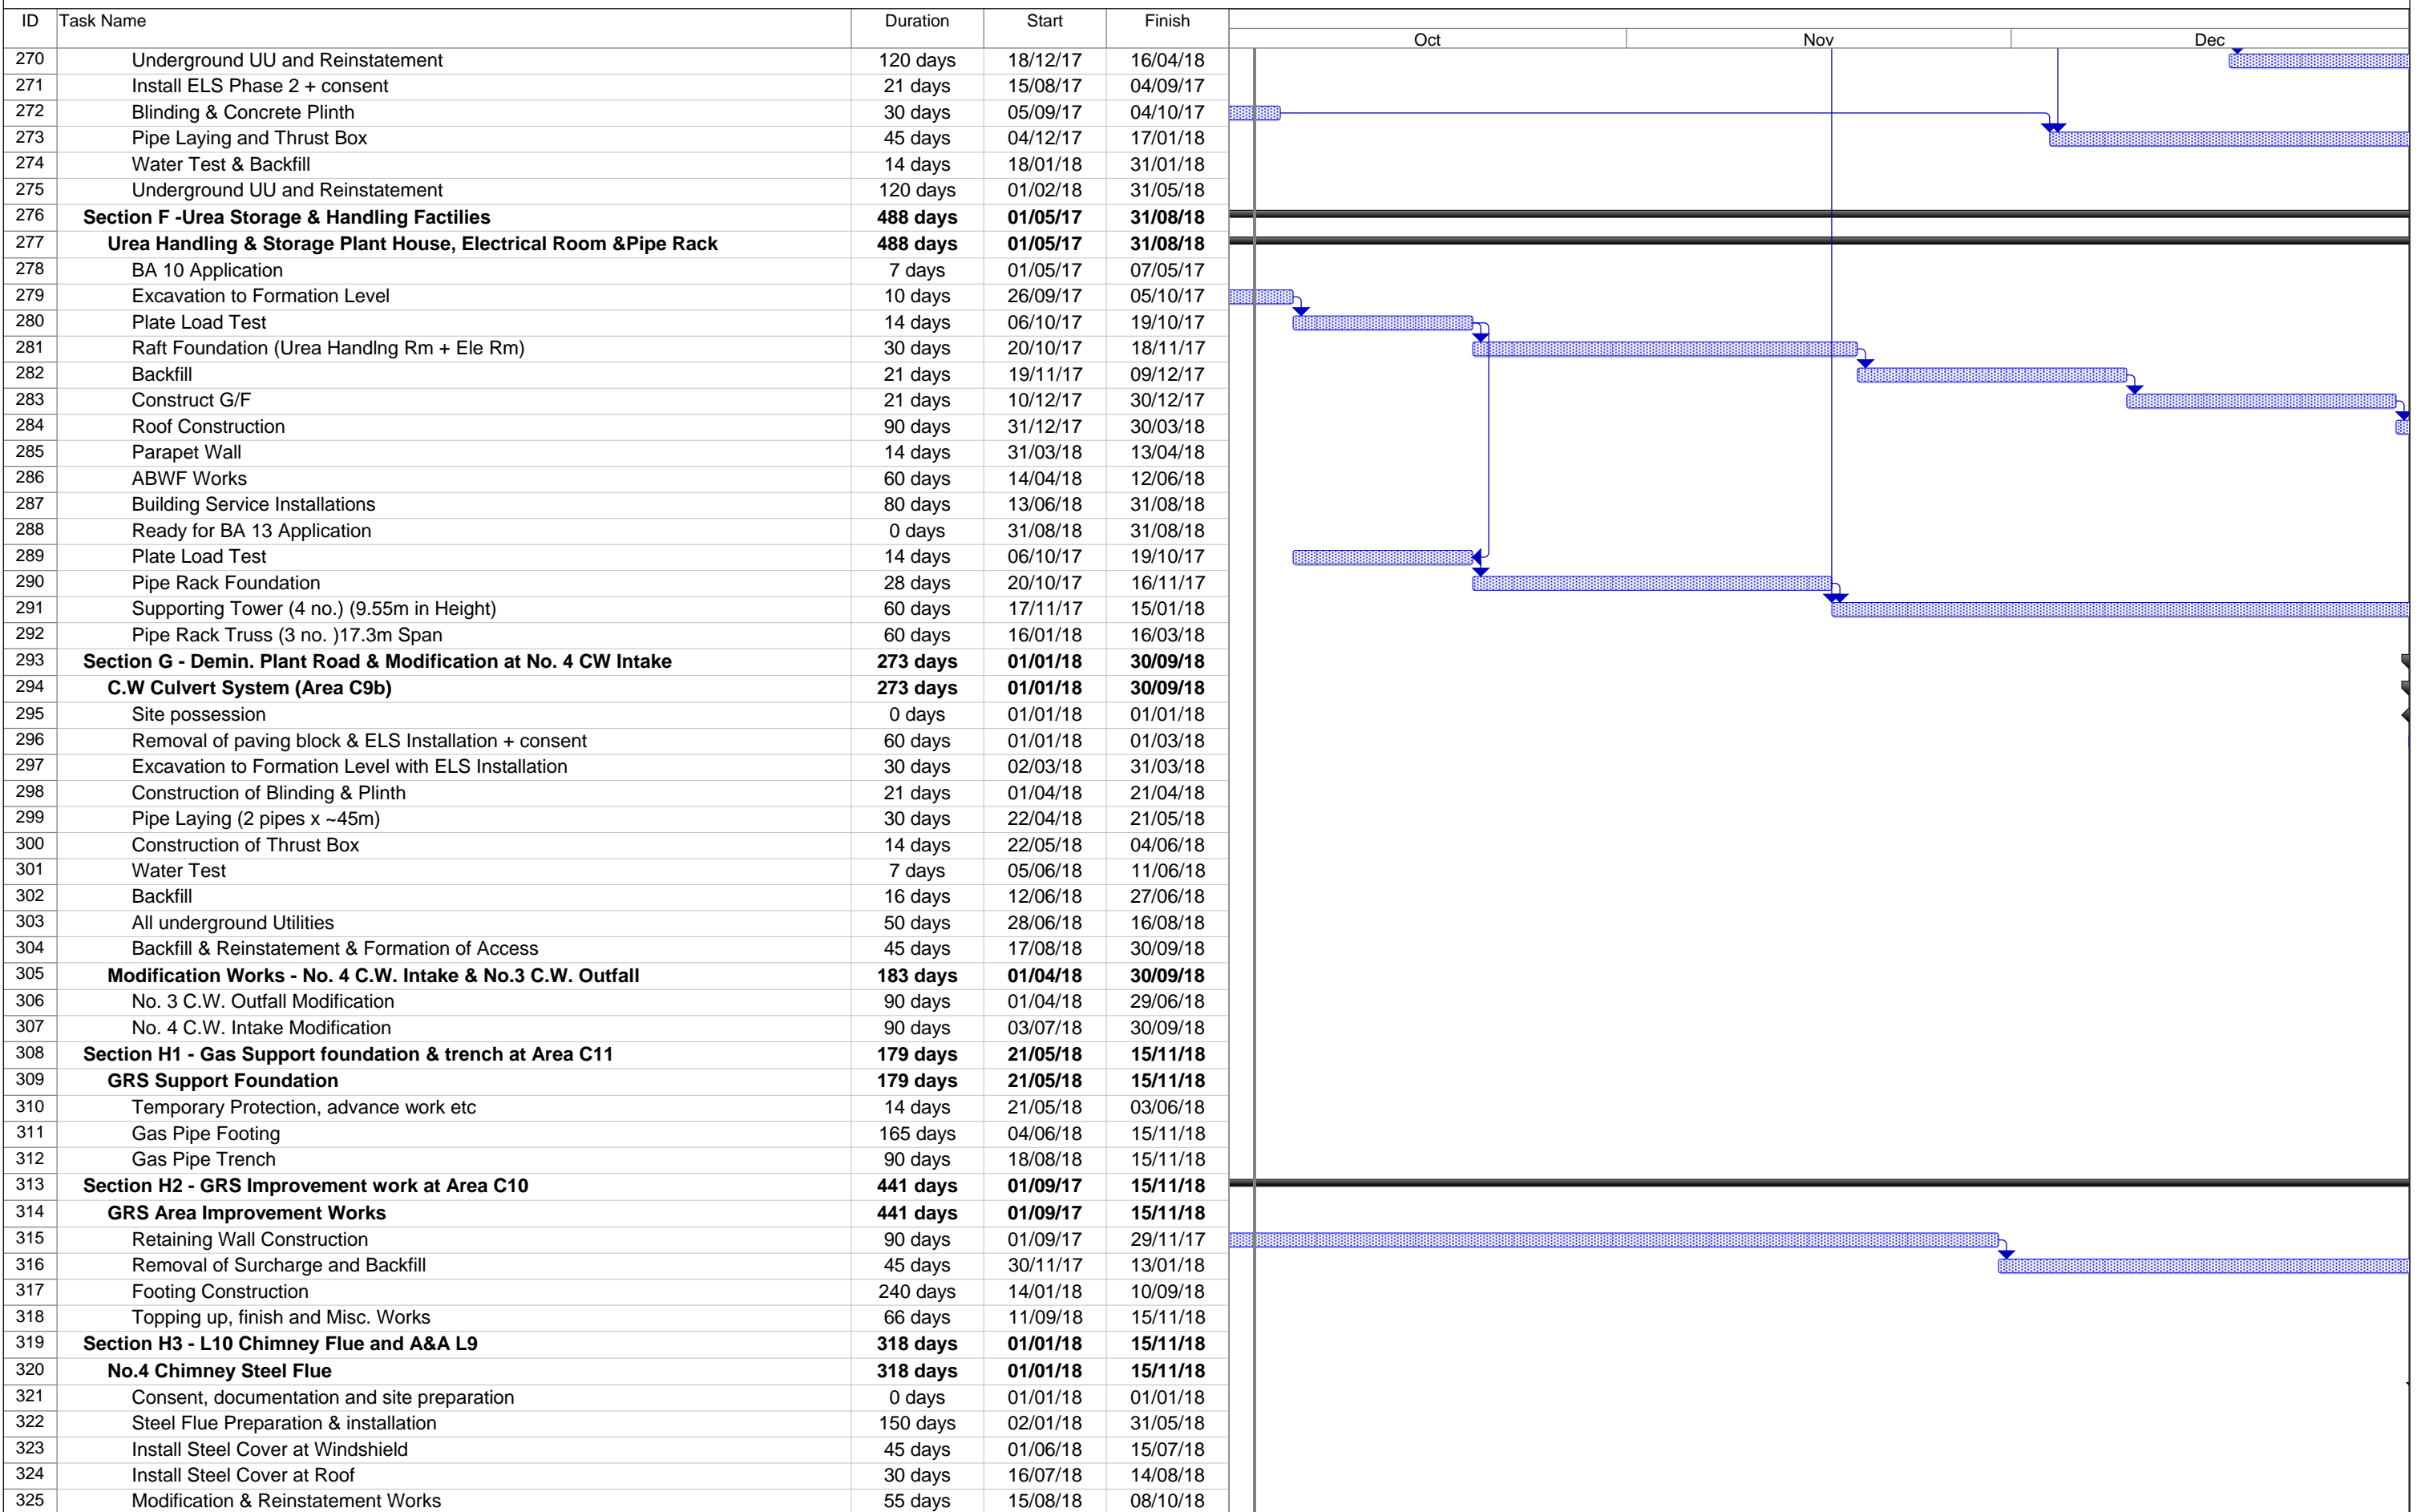 ID Task Name Duration Start Finish
Oct Nov Dec
270 Underground UU and Reinstatement 120 days 18/12/17 16/04/18
271 Install ELS Phase 2 + consent 21 days 15/08/17 04/09/17
272 Blinding & Concrete Plinth 30 days 05/09/17 04/10/17
273 Pipe Laying and Thrust Box 45 days 04/12/17 17/01/18
274 Water Test & Backfill 14 days 18/01/18 31/01/18
275 Underground UU and Reinstatement 120 days 01/02/18 31/05/18
276 Section F -Urea Storage & Handling Factilies 488 days 01/05/17 31/08/18
277 Urea Handling & Storage Plant House, Electrical Room &Pipe Rack 488 days 01/05/17 31/08/18
278 BA 10 Application 7 days 01/05/17 07/05/17
279 Excavation to Formation Level 10 days 26/09/17 05/10/17
280 Plate Load Test 14 days 06/10/17 19/10/17
281 Raft Foundation (Urea Handlng Rm + Ele Rm) 30 days 20/10/17 18/11/17
282 Backfill 21 days 19/11/17 09/12/17
283 Construct G/F 21 days 10/12/17 30/12/17
284 Roof Construction 90 days 31/12/17 30/03/18
285 Parapet Wall 14 days 31/03/18 13/04/18
286 ABWF Works 60 days 14/04/18 12/06/18
287 Building Service Installations 80 days 13/06/18 31/08/18
288 Ready for BA 13 Application 0 days 31/08/18 31/08/18
289 Plate Load Test 14 days 06/10/17 19/10/17
290 Pipe Rack Foundation 28 days 20/10/17 16/11/17
291 Supporting Tower (4 no.) (9.55m in Height) 60 days 17/11/17 15/01/18
292 Pipe Rack Truss (3 no. )17.3m Span 60 days 16/01/18 16/03/18
293 Section G - Demin. Plant Road & Modification at No. 4 CW Intake 273 days 01/01/18 30/09/18
294 C.W Culvert System (Area C9b) 273 days 01/01/18 30/09/18
295 Site possession 0 days 01/01/18 01/01/18
296 Removal of paving block & ELS Installation + consent 60 days 01/01/18 01/03/18
297 Excavation to Formation Level with ELS Installation 30 days 02/03/18 31/03/18
298 Construction of Blinding & Plinth 21 days 01/04/18 21/04/18
299 Pipe Laying (2 pipes x ~45m) 30 days 22/04/18 21/05/18
300 Construction of Thrust Box 14 days 22/05/18 04/06/18
301 Water Test 7 days 05/06/18 11/06/18
302 Backfill 16 days 12/06/18 27/06/18
303 All underground Utilities 50 days 28/06/18 16/08/18
304 Backfill & Reinstatement & Formation of Access 45 days 17/08/18 30/09/18
305 Modification Works - No. 4 C.W. Intake & No.3 C.W. Outfall 183 days 01/04/18 30/09/18
306 No. 3 C.W. Outfall Modification 90 days 01/04/18 29/06/18
307 No. 4 C.W. Intake Modification 90 days 03/07/18 30/09/18
308 Section H1 - Gas Support foundation & trench at Area C11 179 days 21/05/18 15/11/18
309 GRS Support Foundation 179 days 21/05/18 15/11/18
310 Temporary Protection, advance work etc 14 days 21/05/18 03/06/18
311 Gas Pipe Footing 165 days 04/06/18 15/11/18
312 Gas Pipe Trench 90 days 18/08/18 15/11/18
313 Section H2 - GRS Improvement work at Area C10 441 days 01/09/17 15/11/18
314 GRS Area Improvement Works 441 days 01/09/17 15/11/18
315 Retaining Wall Construction 90 days 01/09/17 29/11/17
316 Removal of Surcharge and Backfill 45 days 30/11/17 13/01/18
317 Footing Construction 240 days 14/01/18 10/09/18
318 Topping up, finish and Misc. Works 66 days 11/09/18 15/11/18
319 Section H3 - L10 Chimney Flue and A&A L9 318 days 01/01/18 15/11/18
320 No.4 Chimney Steel Flue 318 days 01/01/18 15/11/18
321 Consent, documentation and site preparation 0 days 01/01/18 01/01/18
322 Steel Flue Preparation & installation 150 days 02/01/18 31/05/18
323 Install Steel Cover at Windshield 45 days 01/06/18 15/07/18
324 Install Steel Cover at Roof 30 days 16/07/18 14/08/18
325 Modification & Reinstatement Works 55 days 15/08/18 08/10/18